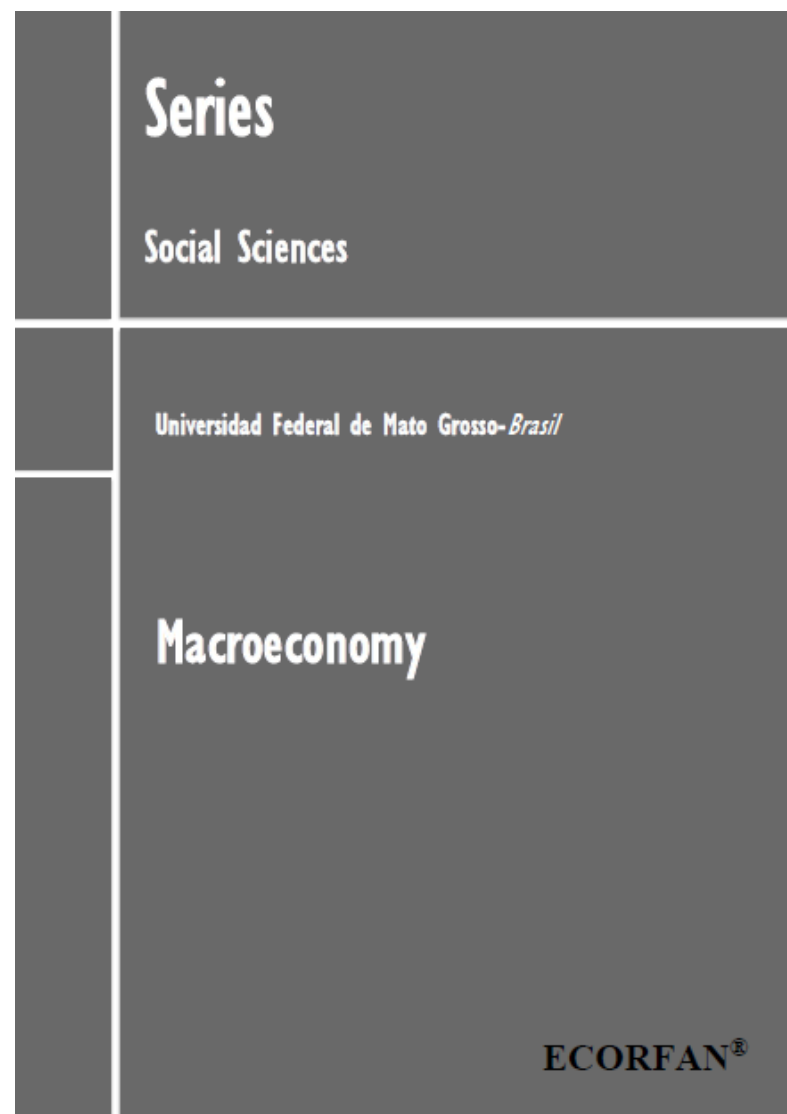 Series
Social Sciences
Universidad Federal de Mato Grosso-Brasil
Macroeconomy
ECORFAN®